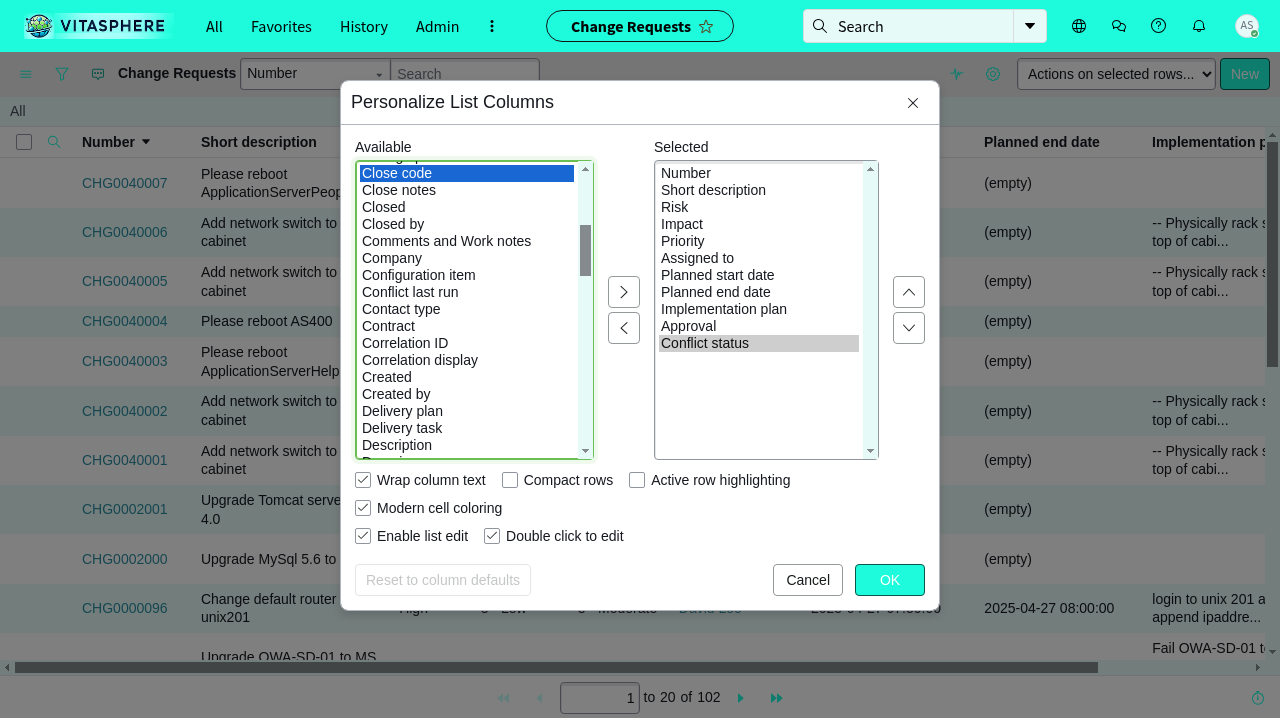 VITASPHERE
All
Favorites
History
Admin
Change Requests
Search
AS
Change Requests
Number
Search
Actions on selected rows...
New
All
Number
Short description
Planned end date
Implementation p
CHG0040007
Please reboot
ApplicationServerPeop
(empty)
CHG0040006
Add network switch to
cabinet
(empty)
-- Physically rack s
top of cabi...
CHG0040005
Add network switch to
cabinet
(empty)
-- Physically rack s
top of cabi...
CHG0040004
Please reboot AS400
(empty)
CHG0040003
Please reboot
ApplicationServerHelp
(empty)
CHG0040002
Add network switch to
cabinet
(empty)
-- Physically rack s
top of cabi...
CHG0040001
Add network switch to
cabinet
(empty)
-- Physically rack s
top of cabi...
CHG0002001
Upgrade Tomcat serve
4.0
(empty)
CHG0002000
Upgrade MySql 5.6 to
(empty)
CHG0000096
Change default router
unix201
2025-04-27 08:00:00
login to unix 201 a
append ipaddre...
Upgrade OWA-SD-01 to MS
Fail OWA-SD-01 to
1 to 20 of 102
Personalize List Columns
Available
Close code
Close notes
Closed
Closed by
Comments and Work notes
Company
Configuration item
Conflict last run
Contact type
Contract
Correlation ID
Correlation display
Created
Created by
Delivery plan
Delivery task
Description
Selected
Number
Short description
Risk
Impact
Priority
Assigned to
Planned start date
Planned end date
Implementation plan
Approval
Conflict status
Wrap column text
Compact rows
Active row highlighting
Modern cell coloring
Enable list edit
Double click to edit
Reset to column defaults
Cancel
OK